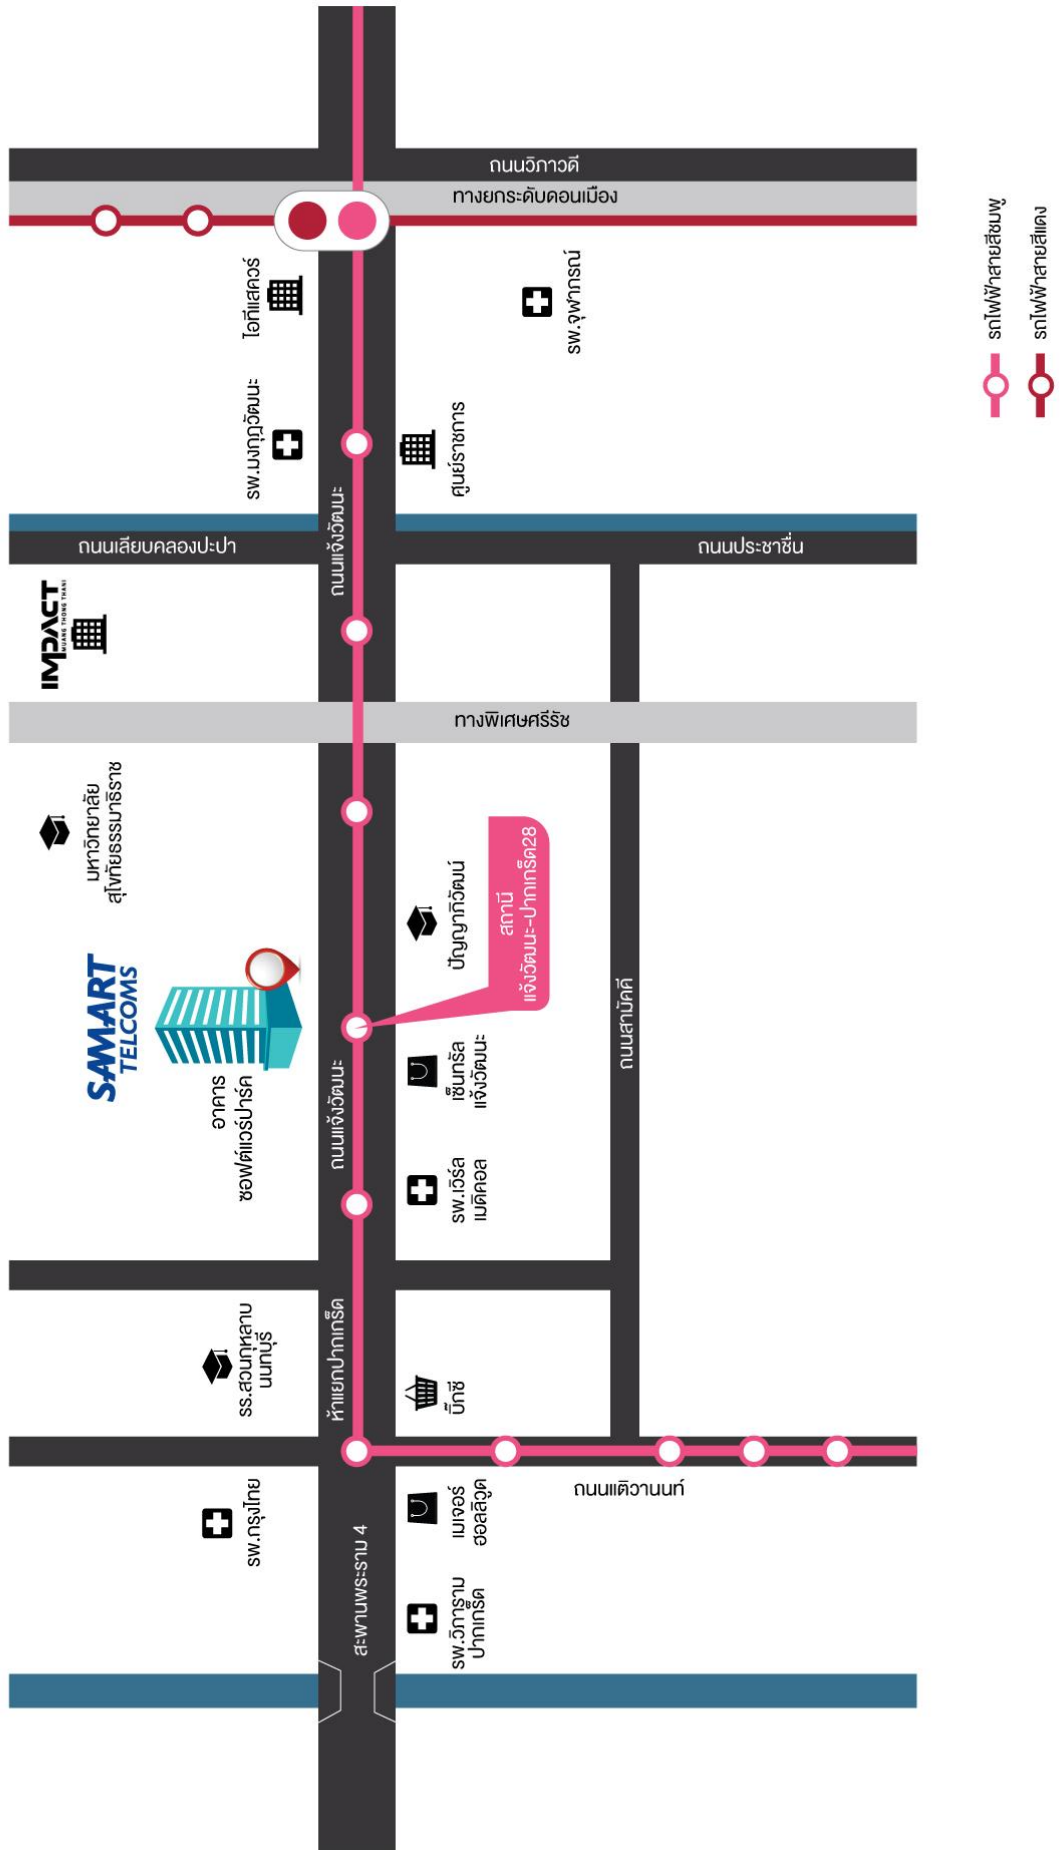 ถนนวิภาวดี
ทางยกระดับดอนเมือง
ไอทีแสควร์
รพ.จุฬาภรณ์
รถไฟฟ้าสายสีชมพู
รถไฟฟ้าสายสีแดง
รพ.มงกุฎวัฒนะ
ศูนย์ราชการ
ถนนแจ้งวัฒนะ
ถนนเลียบคลองปะปา
ถนนประชาชื่น
IMPACT
MUANG THONG THANI
ทางพิเศษศรีรัช
มหาวิทยาลัย
สุโขทัยธรรมาธิราช
ปัญญาภิวัฒน์
สถานี
แจ้งวัฒนะ-ปากเกร็ด28
SAMART
TELCOMS
อาคาร
ซอฟต์แวร์ปาร์ค
ถนนแจ้งวัฒนะ
เซ็นทรัล
แจ้งวัฒนะ
ถนนสามัคคี
รพ.เวิร์ล
เมดิคอล
รร.สวนกุหลาบ
นนทบุรี
ห้าแยกปากเกร็ด
บิ๊กซี
รพ.กรุงไทย
สะพานพระราม 4
เมเจอร์
ฮอลลิวูด
ถนนแต๊วานนท์
รพ.วิภาราม
ปากเกร็ด